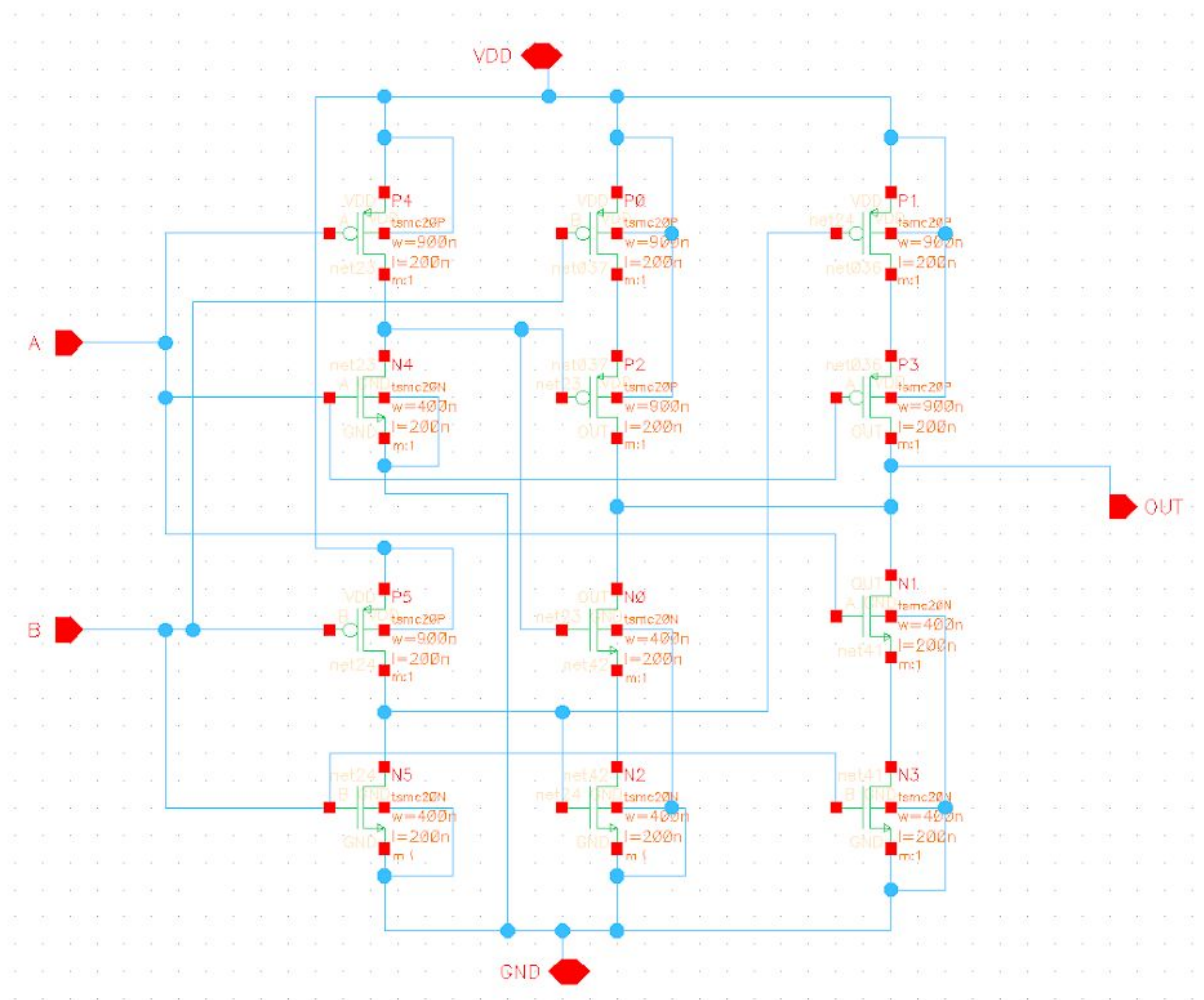 VDD
VDD
P4
A
tsmc20P
w=900n
l=200n
net23
m:1
VDD
P0
B
tsmc20P
w=900n
l=200n
net037
m:1
VDD
P1
net24
tsmc20P
w=900n
l=200n
net036
m:1
A
net23
N4
A GND
tsmc20N
w=400n
l=200n
GND
m:1
net037
P2
net23
tsmc20P
w=900n
l=200n
OUT
m:1
net036
P3
A
tsmc20P
w=900n
l=200n
OUT
m:1
OUT
B
VDD
P5
B
tsmc20P
w=900n
l=200n
net24
m:1
OUT
N0
GND
tsmc20N
w=400n
l=200n
net42
m:1
OUT
N1
A GND
tsmc20N
w=400n
l=200n
net41
m:1
net24
N5
B GND
tsmc20N
w=400n
l=200n
GND
net42
N2
net24
GND
tsmc20N
w=400n
l=200n
GND
net41
N3
B GND
tsmc20N
w=400n
l=200n
GND
m:1
GND